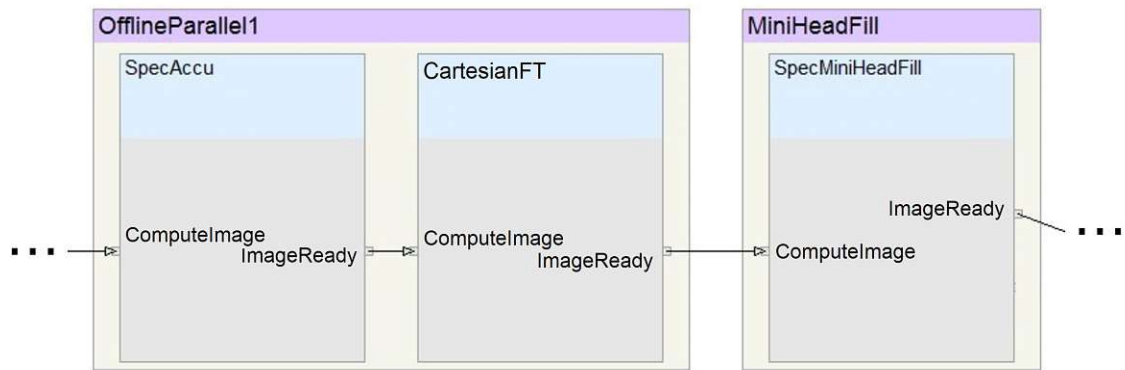 OfflineParallel1
SpecAccu
ComputeImage
ImageReady
CartesianFT
ComputeImage
ImageReady
MiniHeadFill
SpecMiniHeadFill
ImageReady
ComputeImage
...
...